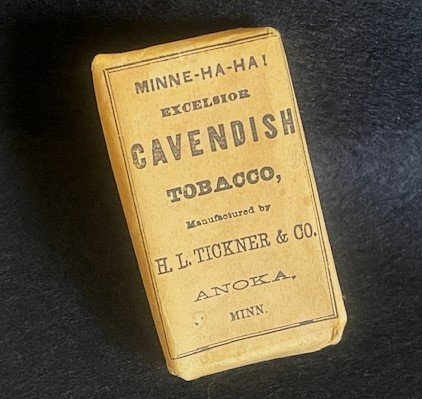 MINNE-HA-HA!
EXCELSIOR
CAVENDISH
TOBACCO,
Manufactured by
H. L. TICKNER & CO.
ANOKA,
MINN.